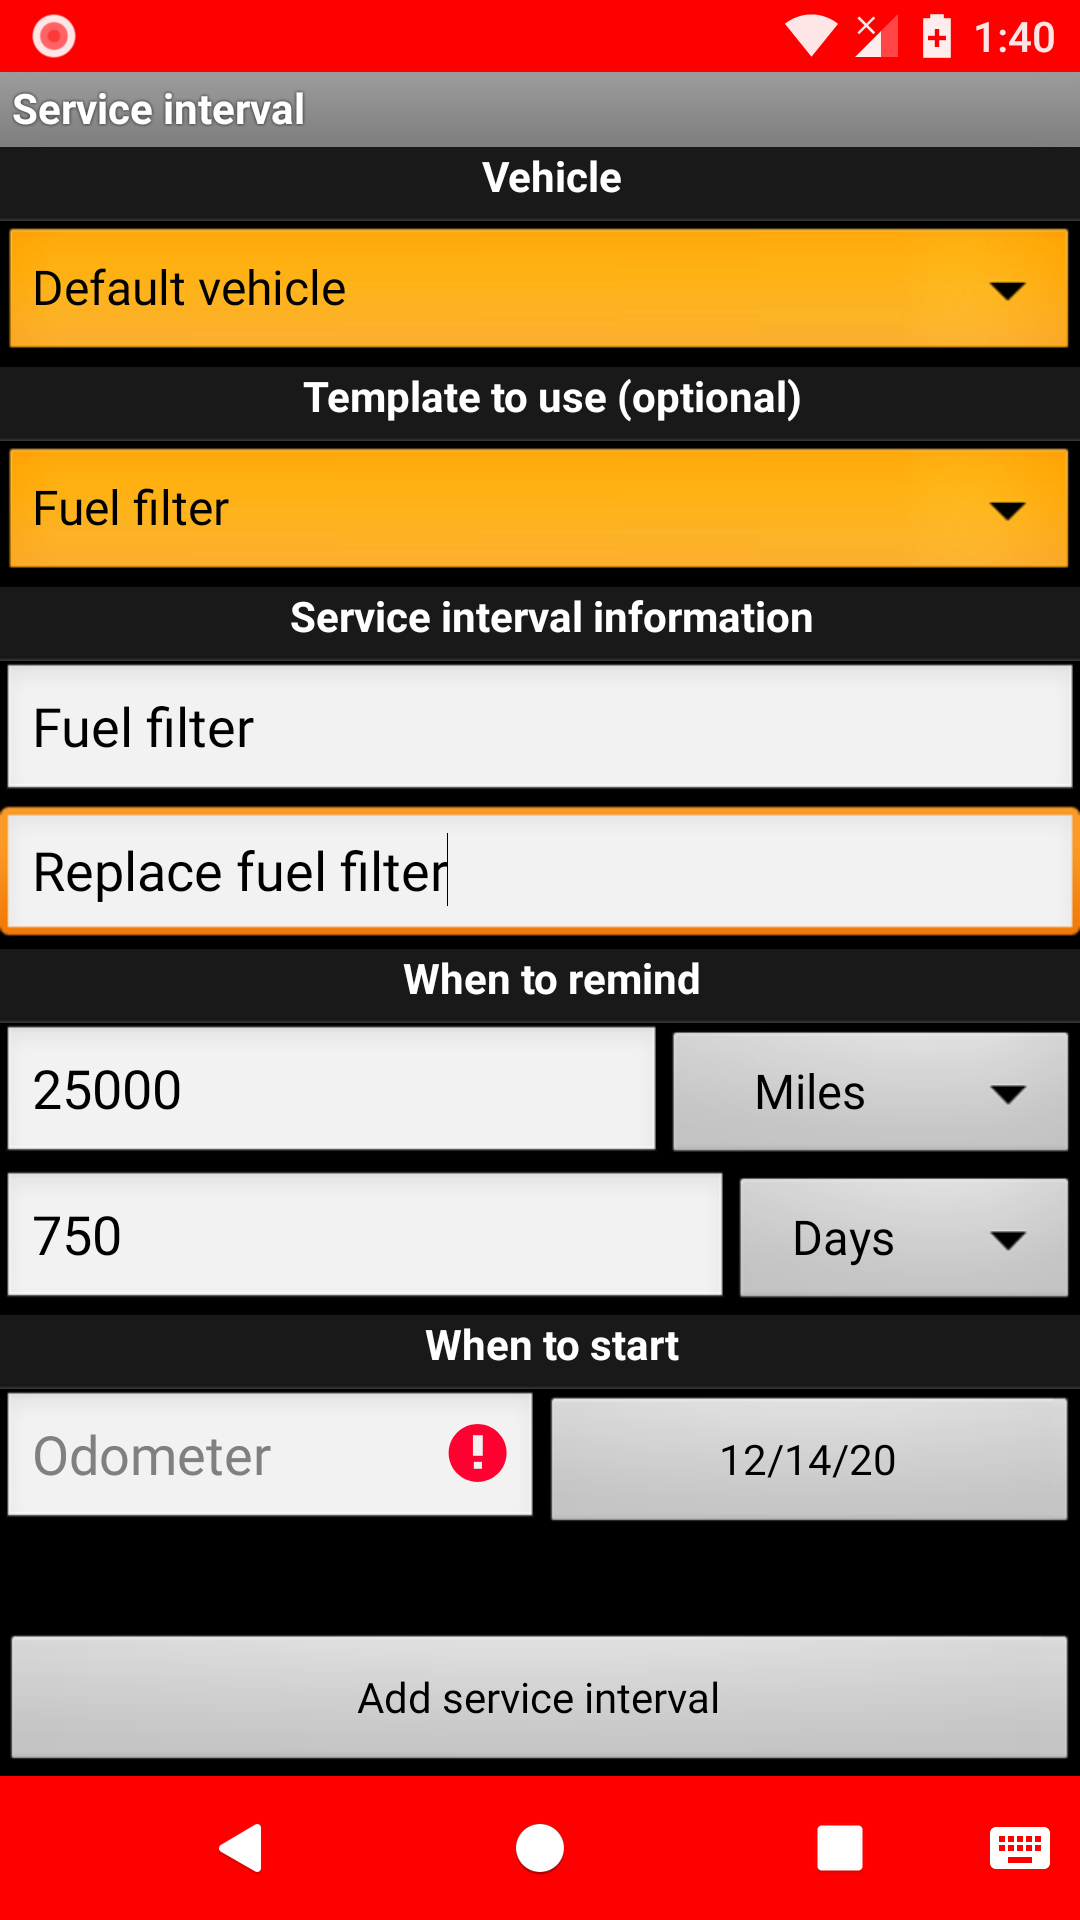 1:40
Service interval
Vehicle
Default vehicle
Template to use (optional)
Fuel filter
Service interval information
Fuel filter
Replace fuel filter
When to remind
25000 Miles
750 Days
When to start
Odometer 12/14/20
Add service interval